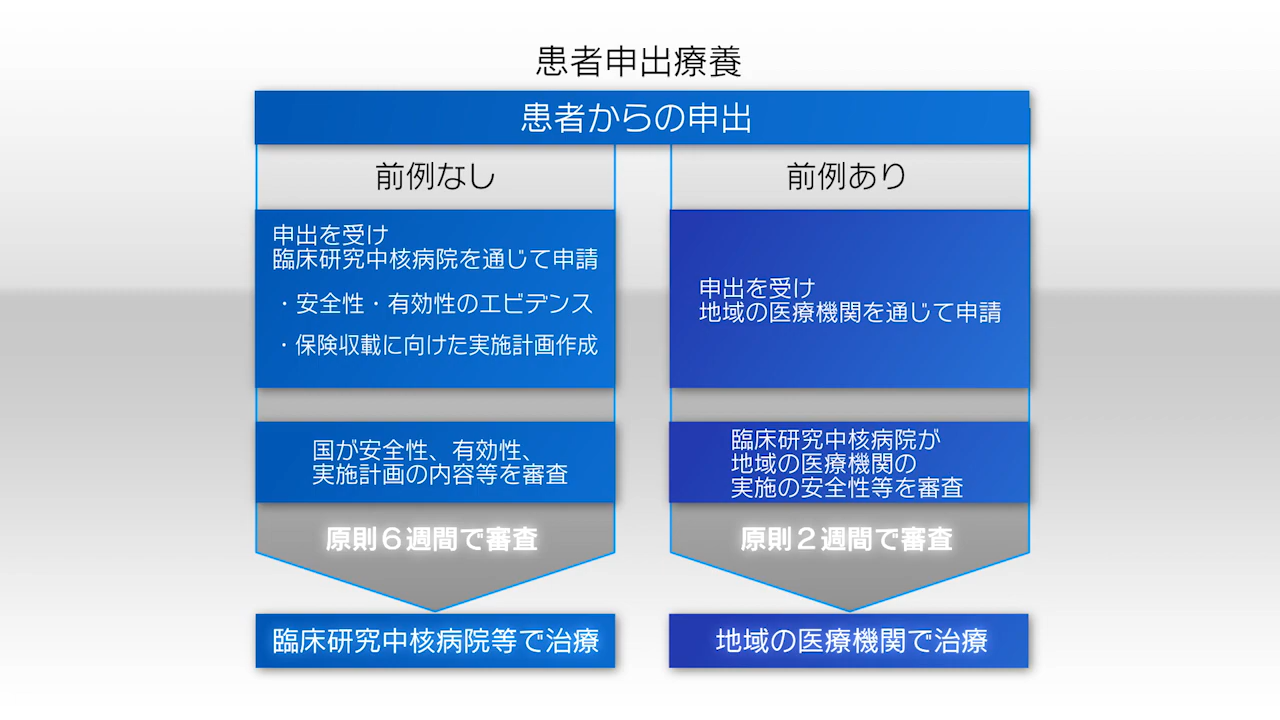 患者申出療養
患者からの申出
前例なし
申出を受け
臨床研究中核病院を通じて申請
・安全性・有効性のエビデンス
・保険収載に向けた実施計画作成
国が安全性、有効性、
実施計画の内容等を審査
原則６週間で審査
臨床研究中核病院等で治療
前例あり
申出を受け
地域の医療機関を通じて申請
臨床研究中核病院が
地域の医療機関の
実施の安全性等を審査
原則２週間で審査
地域の医療機関で治療